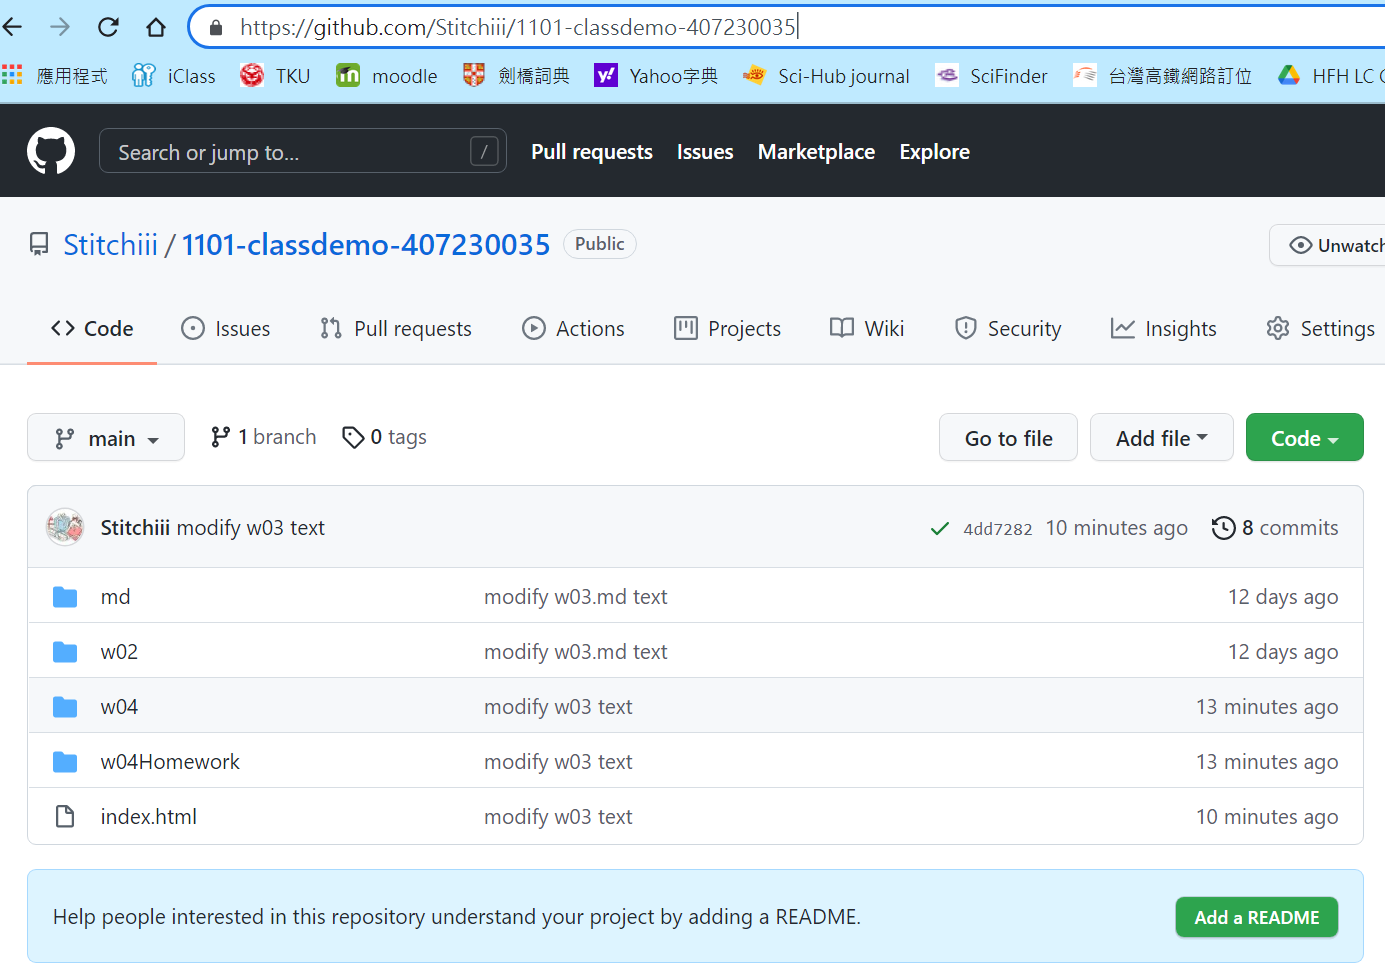 https://github.com/Stitchiii/1101-classdemo-407230035
應用程式 iClass TKU moodle 劍橋詞典 Yahoo字典 Sci-Hub journal SciFinder 台灣高鐵網路訂位 HFH LC
Search or jump to... / Pull requests Issues Marketplace Explore
Stitchiii / 1101-classdemo-407230035 Public Unwatch
Code Issues Pull requests Actions Projects Wiki Security Insights Settings
main 1 branch 0 tags Go to file Add file Code
Stitchiii modify w03 text 4dd7282 10 minutes ago 8 commits
md modify w03.md text 12 days ago
w02 modify w03.md text 12 days ago
w04 modify w03 text 13 minutes ago
w04Homework modify w03 text 13 minutes ago
index.html modify w03 text 10 minutes ago
Help people interested in this repository understand your project by adding a README. Add a README